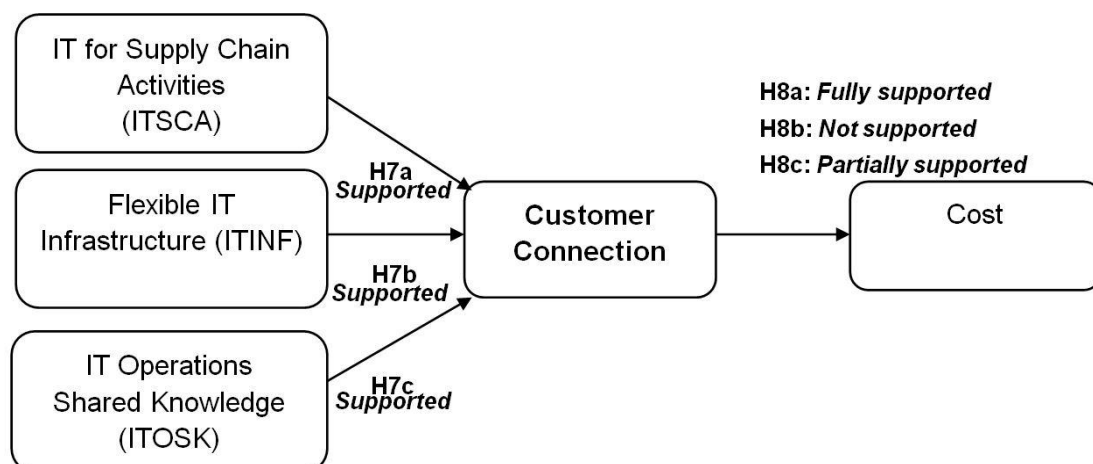 IT for Supply Chain
Activities
(ITSCA)
H7a
Supported
Flexible IT
Infrastructure (ITINF)
H7b
Supported
IT Operations
Shared Knowledge
(ITOSK)
H7c
Supported
Customer
Connection
H8a: Fully supported
H8b: Not supported
H8c: Partially supported
Cost